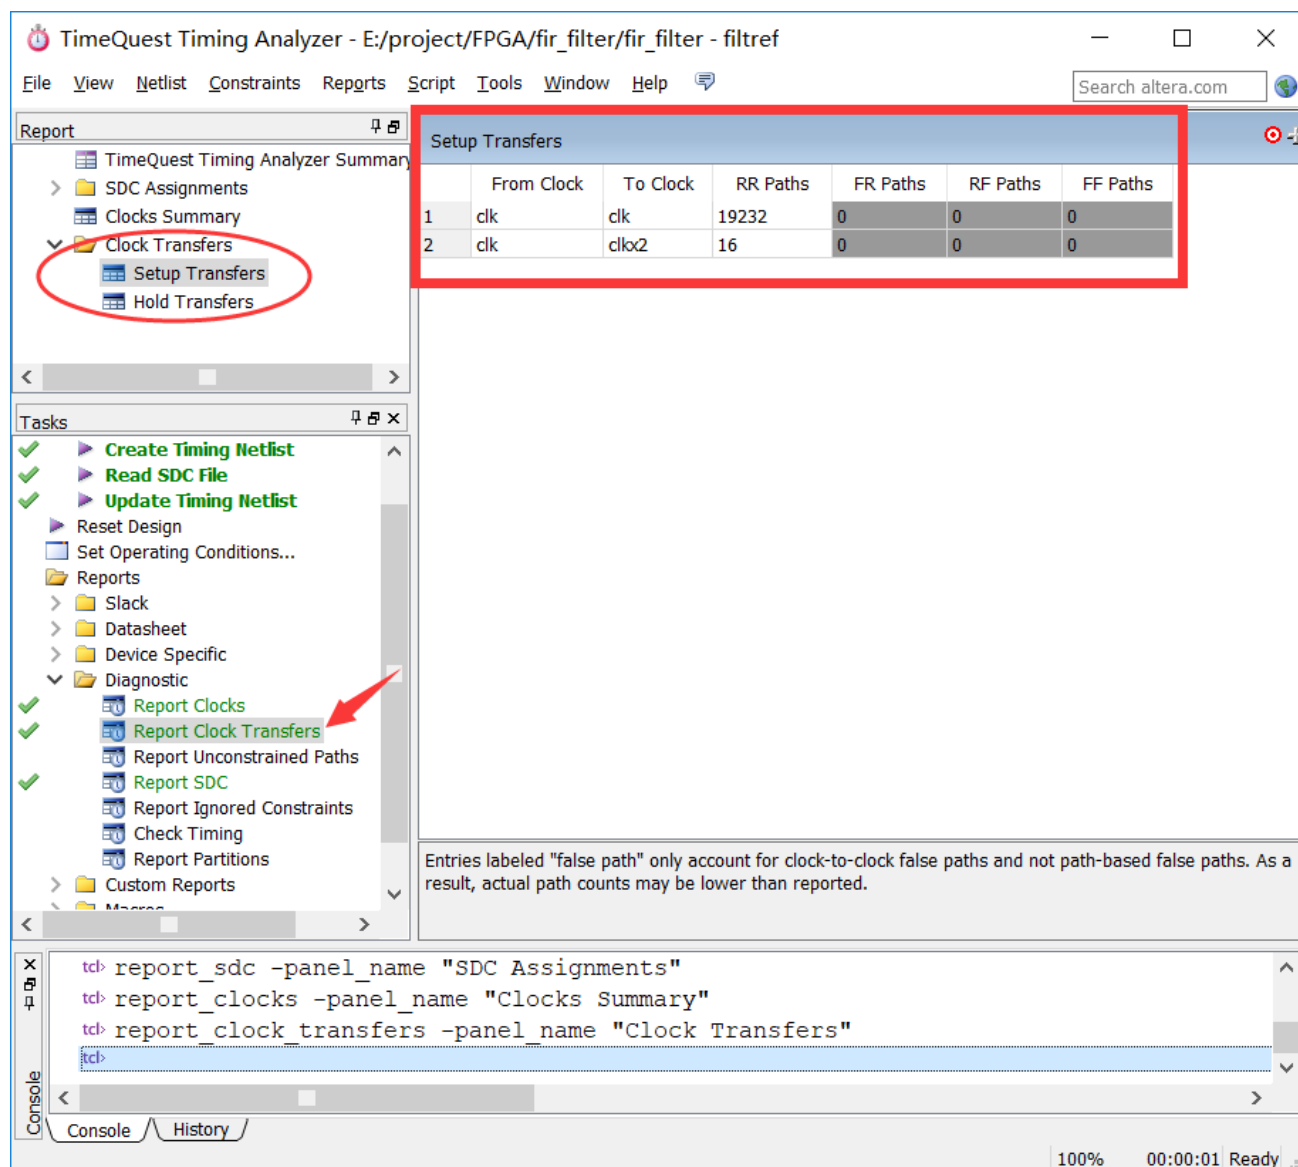 TimeQuest Timing Analyzer - E:/project/FPGA/fir_filter/fir_filter - filtref
File View Netlist Constraints Reports Script Tools Window Help
Search altera.com
Report
TimeQuest Timing Analyzer Summary
SDC Assignments
Clocks Summary
Clock Transfers
Setup Transfers
Hold Transfers
Setup Transfers
From Clock To Clock RR Paths FR Paths RF Paths FF Paths
1 clk clk 19232 0 0 0
2 clk clkx2 16 0 0 0
Tasks
Create Timing Netlist
Read SDC File
Update Timing Netlist
Reset Design
Set Operating Conditions...
Reports
Slack
Datasheet
Device Specific
Diagnostic
Report Clocks
Report Clock Transfers
Report Unconstrained Paths
Report SDC
Report Ignored Constraints
Check Timing
Report Partitions
Custom Reports
Macros
Entries labeled "false path" only account for clock-to-clock false paths and not path-based false paths. As a
result, actual path counts may be lower than reported.
tcl> report_sdc -panel_name "SDC Assignments"
tcl> report_clocks -panel_name "Clocks Summary"
tcl> report_clock_transfers -panel_name "Clock Transfers"
tcl>
Console
Console History
100% 00:00:01 Ready